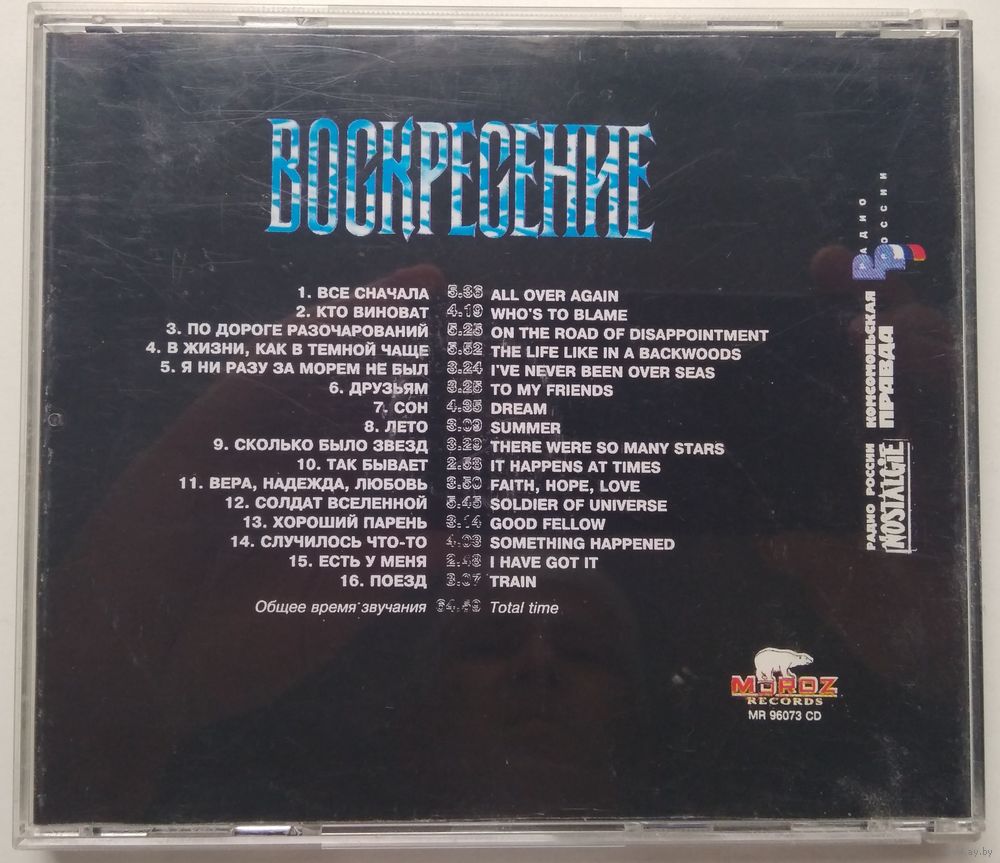 ВОСКРЕСЕНИЕ
1. ВСЕ СНАЧАЛА 5.36 ALL OVER AGAIN
2. КТО ВИНОВАТ 4.19 WHO'S TO BLAME
3. ПО ДОРОГЕ РАЗОЧАРОВАНИЙ 5.25 ON THE ROAD OF DISAPPOINTMENT
4. В ЖИЗНИ, КАК В ТЕМНОЙ ЧАЩЕ 5.52 THE LIFE LIKE IN A BACKWOODS
5. Я НИ РАЗУ ЗА МОРЕМ НЕ БЫЛ 3.24 I'VE NEVER BEEN OVER SEAS
6. ДРУЗЬЯМ 3.25 TO MY FRIENDS
7. СОН 4.35 DREAM
8. ЛЕТО 3.09 SUMMER
9. СКОЛЬКО БЫЛО ЗВЕЗД 3.29 THERE WERE SO MANY STARS
10. ТАК БЫВАЕТ 2.53 IT HAPPENS AT TIMES
11. ВЕРА, НАДЕЖДА, ЛЮБОВЬ 3.50 FAITH, HOPE, LOVE
12. СОЛДАТ ВСЕЛЕННОЙ 5.45 SOLDIER OF UNIVERSE
13. ХОРОШИЙ ПАРЕНЬ 3.14 GOOD FELLOW
14. СЛУЧИЛОСЬ ЧТО-ТО SOMETHING HAPPENED
15. ЕСТЬ У МЕНЯ I HAVE GOT IT
16. ПОЕЗД 3.07 TRAIN
Общее время звучания Total time
РАДИО
РОССИИ
КОМСОМОЛЬСКАЯ
ПРАВДА
РАДИО РОССИИ
NOSTALGIE
MOROZ
RECORDS
MR 96073 CD